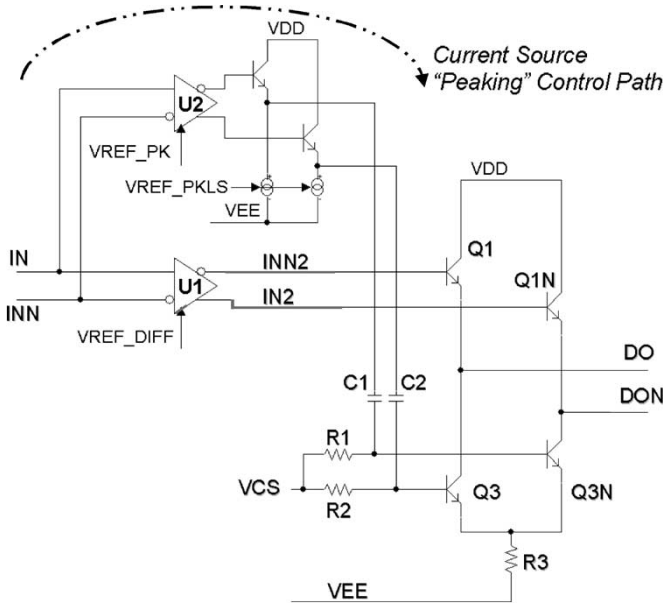 VDD
Current Source
"Peaking" Control Path
U2
VREF_PK
VREF_PKLS
VEE
VDD
IN
INN2
Q1
U1
Q1N
INN
IN2
VREF_DIFF
DO
C1
C2
DON
R1
VCS
Q3
Q3N
R2
R3
VEE